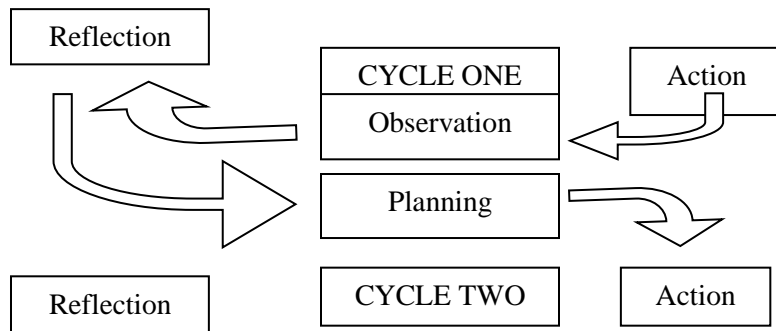 Reflection
CYCLE ONE
Action
Observation
Planning
Reflection
CYCLE TWO
Action